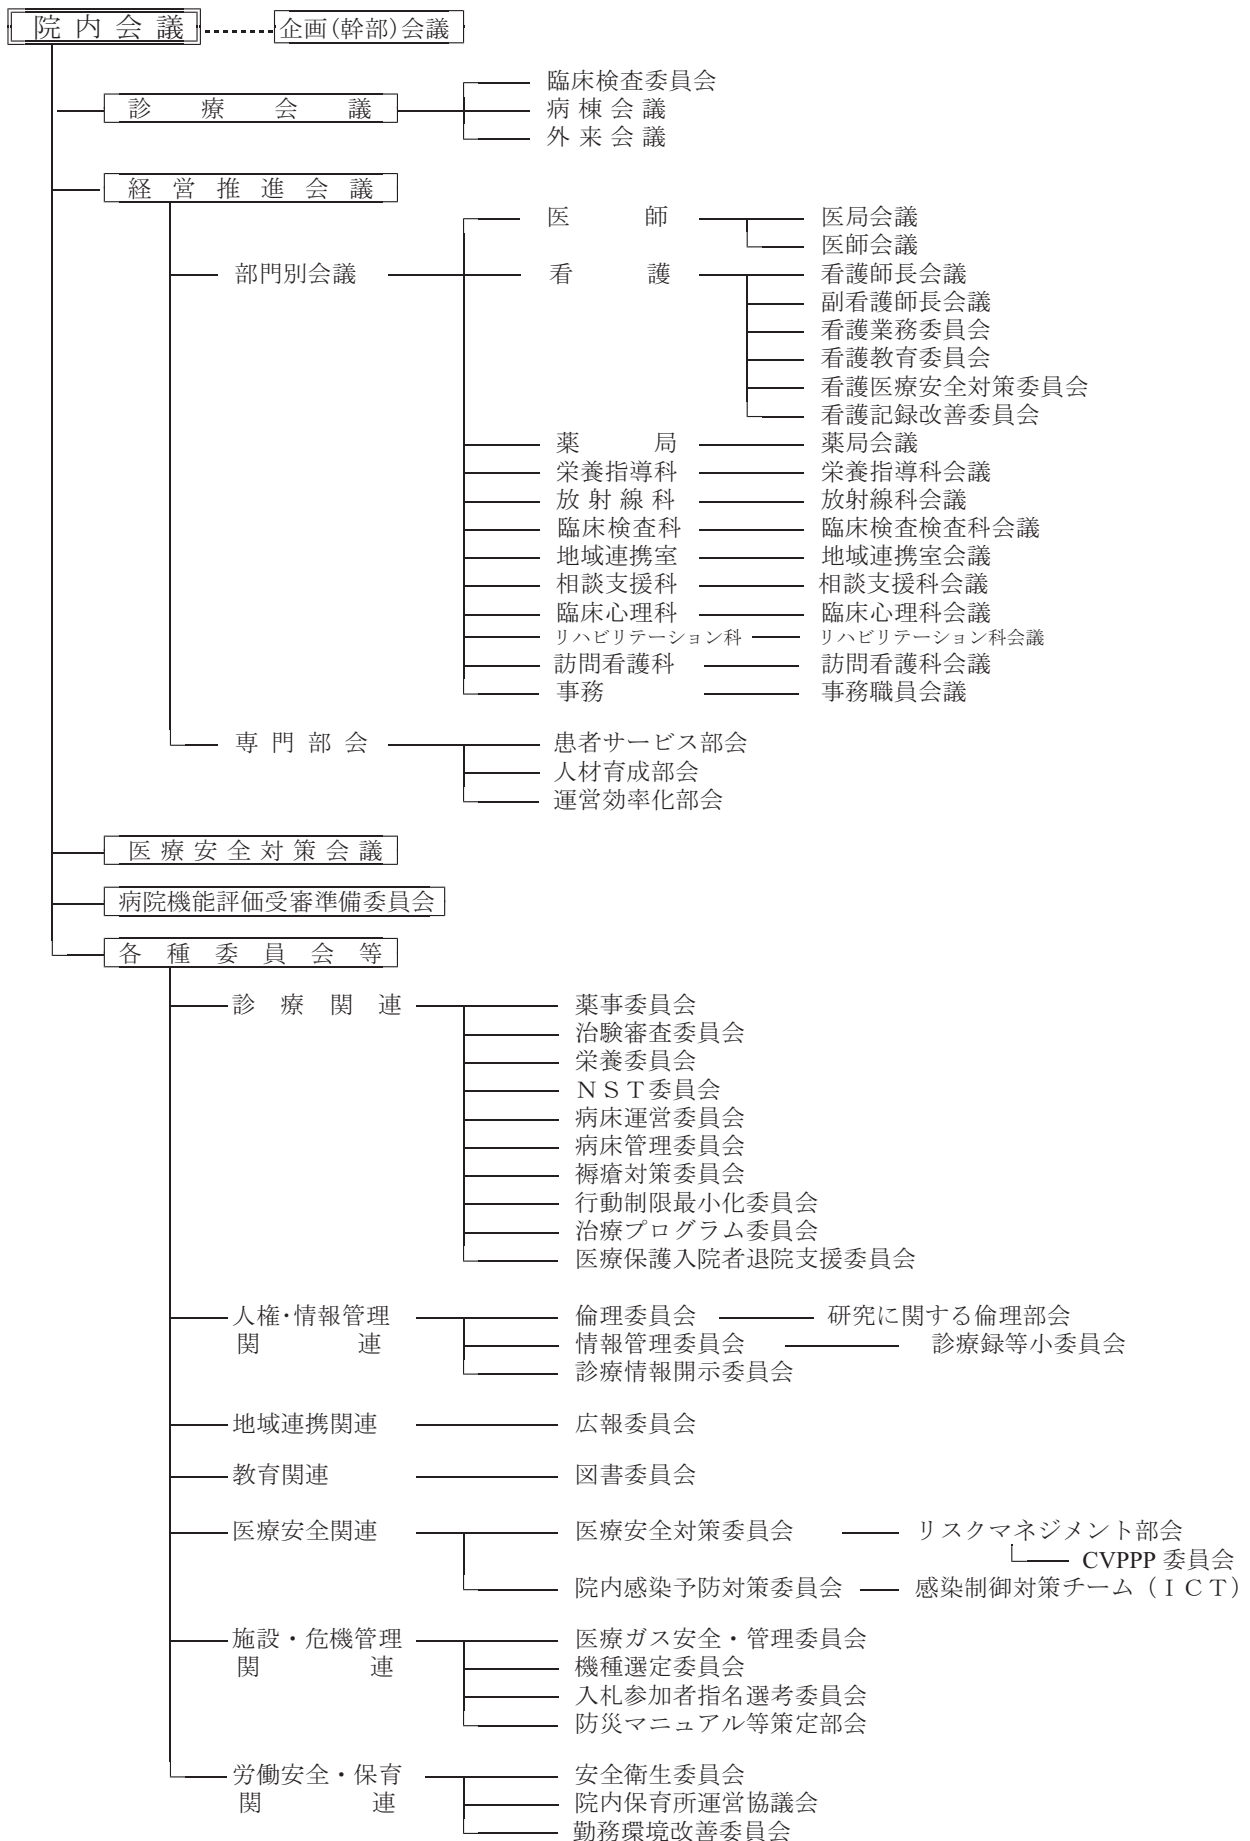 院内会議 企画(幹部)会議
臨床検査委員会
診療会議 病棟会議
外来会議
経営推進会議
医師 医局会議
医師会議
部門別会議 看護 看護師長会議
副看護師長会議
看護業務委員会
看護教育委員会
看護医療安全対策委員会
看護記録改善委員会
薬局 薬局会議
栄養指導科 栄養指導科会議
放射線科 放射線科会議
臨床検査科 臨床検査検査科会議
地域連携室 地域連携室会議
相談支援科 相談支援科会議
臨床心理科 臨床心理科会議
リハビリテーション科 リハビリテーション科会議
訪問看護科 訪問看護科会議
事務 事務職員会議
専門部会 患者サービス部会
人材育成部会
運営効率化部会
医療安全対策会議
病院機能評価受審準備委員会
各種委員会等
診療関連 薬事委員会
治験審査委員会
栄養委員会
NST委員会
病床運営委員会
病床管理委員会
褥瘡対策委員会
行動制限最小化委員会
治療プログラム委員会
医療保護入院者退院支援委員会
人権・情報管理 倫理委員会 研究に関する倫理部会
関連 情報管理委員会 診療録等小委員会
診療情報開示委員会
地域連携関連 広報委員会
教育関連 図書委員会
医療安全関連 医療安全対策委員会 リスクマネジメント部会
CVPPP 委員会
院内感染予防対策委員会 感染制御対策チーム(ICT)
施設・危機管理 医療ガス安全・管理委員会
関連 機種選定委員会
入札参加者指名選考委員会
防災マニュアル等策定部会
労働安全・保育 安全衛生委員会
関連 院内保育所運営協議会
勤務環境改善委員会